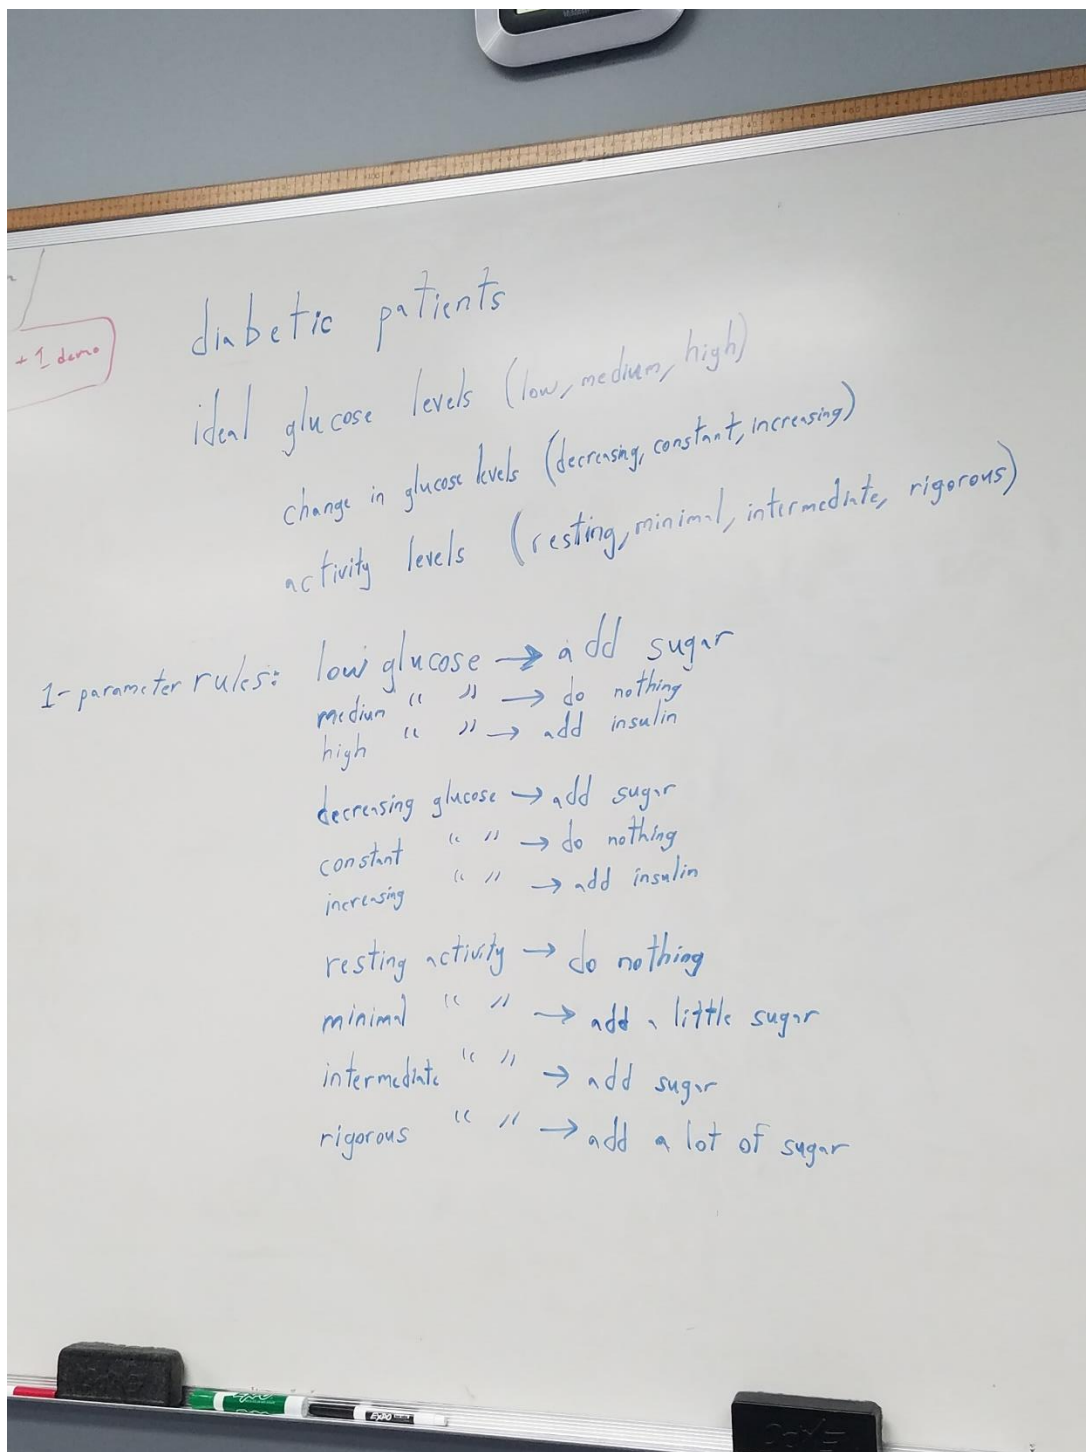 + 1 demo
diabetic patients
ideal glucose levels (low, medium, high)
change in glucose levels (decreasing, constant, increasing)
activity levels (resting, minimal, intermediate, rigorous)
1-parameter rules: low glucose → add sugar
medium " " → do nothing
high " " → add insulin
decreasing glucose → add sugar
constant " " → do nothing
increasing " " → add insulin
resting activity → do nothing
minimal " " → add a little sugar
intermediate " " → add sugar
rigorous " " → add a lot of sugar
EXPO